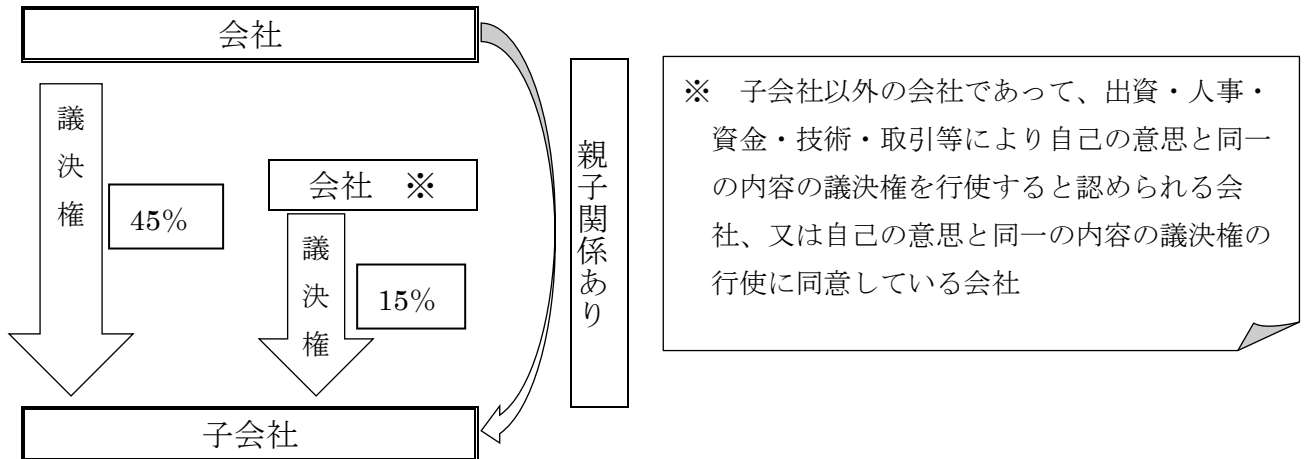 会社
議決権
45%
会社　※
議決権
15%
子会社
親子関係あり
※　子会社以外の会社であって、出資・人事・
資金・技術・取引等により自己の意思と同一
の内容の議決権を行使すると認められる会
社、又は自己の意思と同一の内容の議決権の
行使に同意している会社